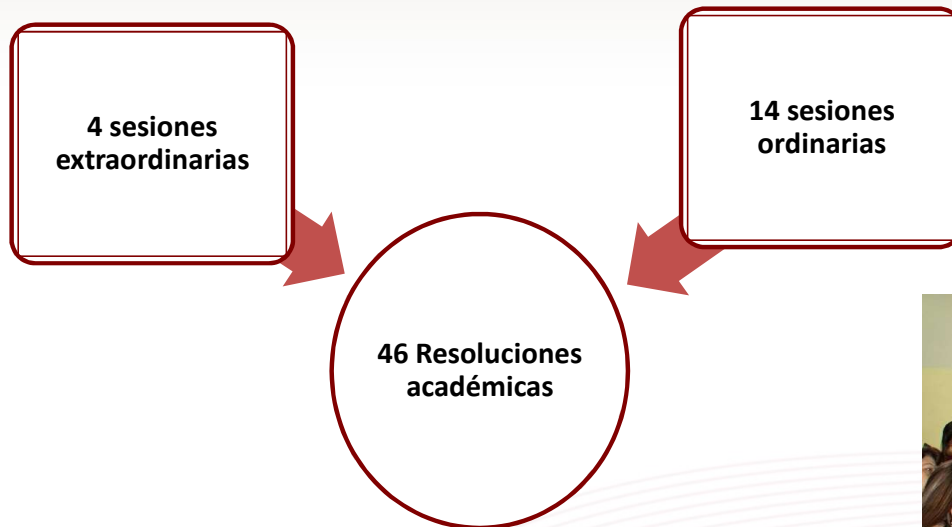 4 sesiones
extraordinarias
14 sesiones
ordinarias
46 Resoluciones
académicas